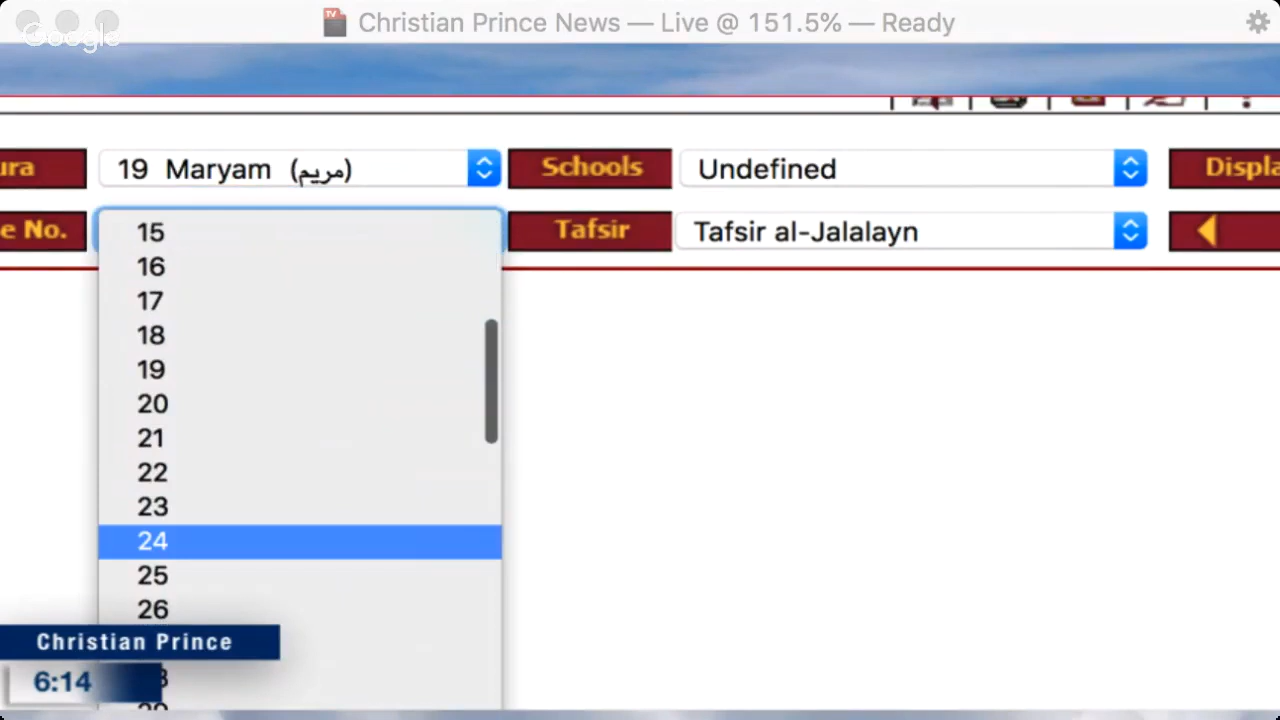 Christian Prince News — Live @ 151.5% — Ready
Google
ura
19 Maryam (مريم)
Schools
Undefined
Displa
e No.
Tafsir
Tafsir al-Jalalayn
15
16
17
18
19
20
21
22
23
24
25
26
Christian Prince
6:14